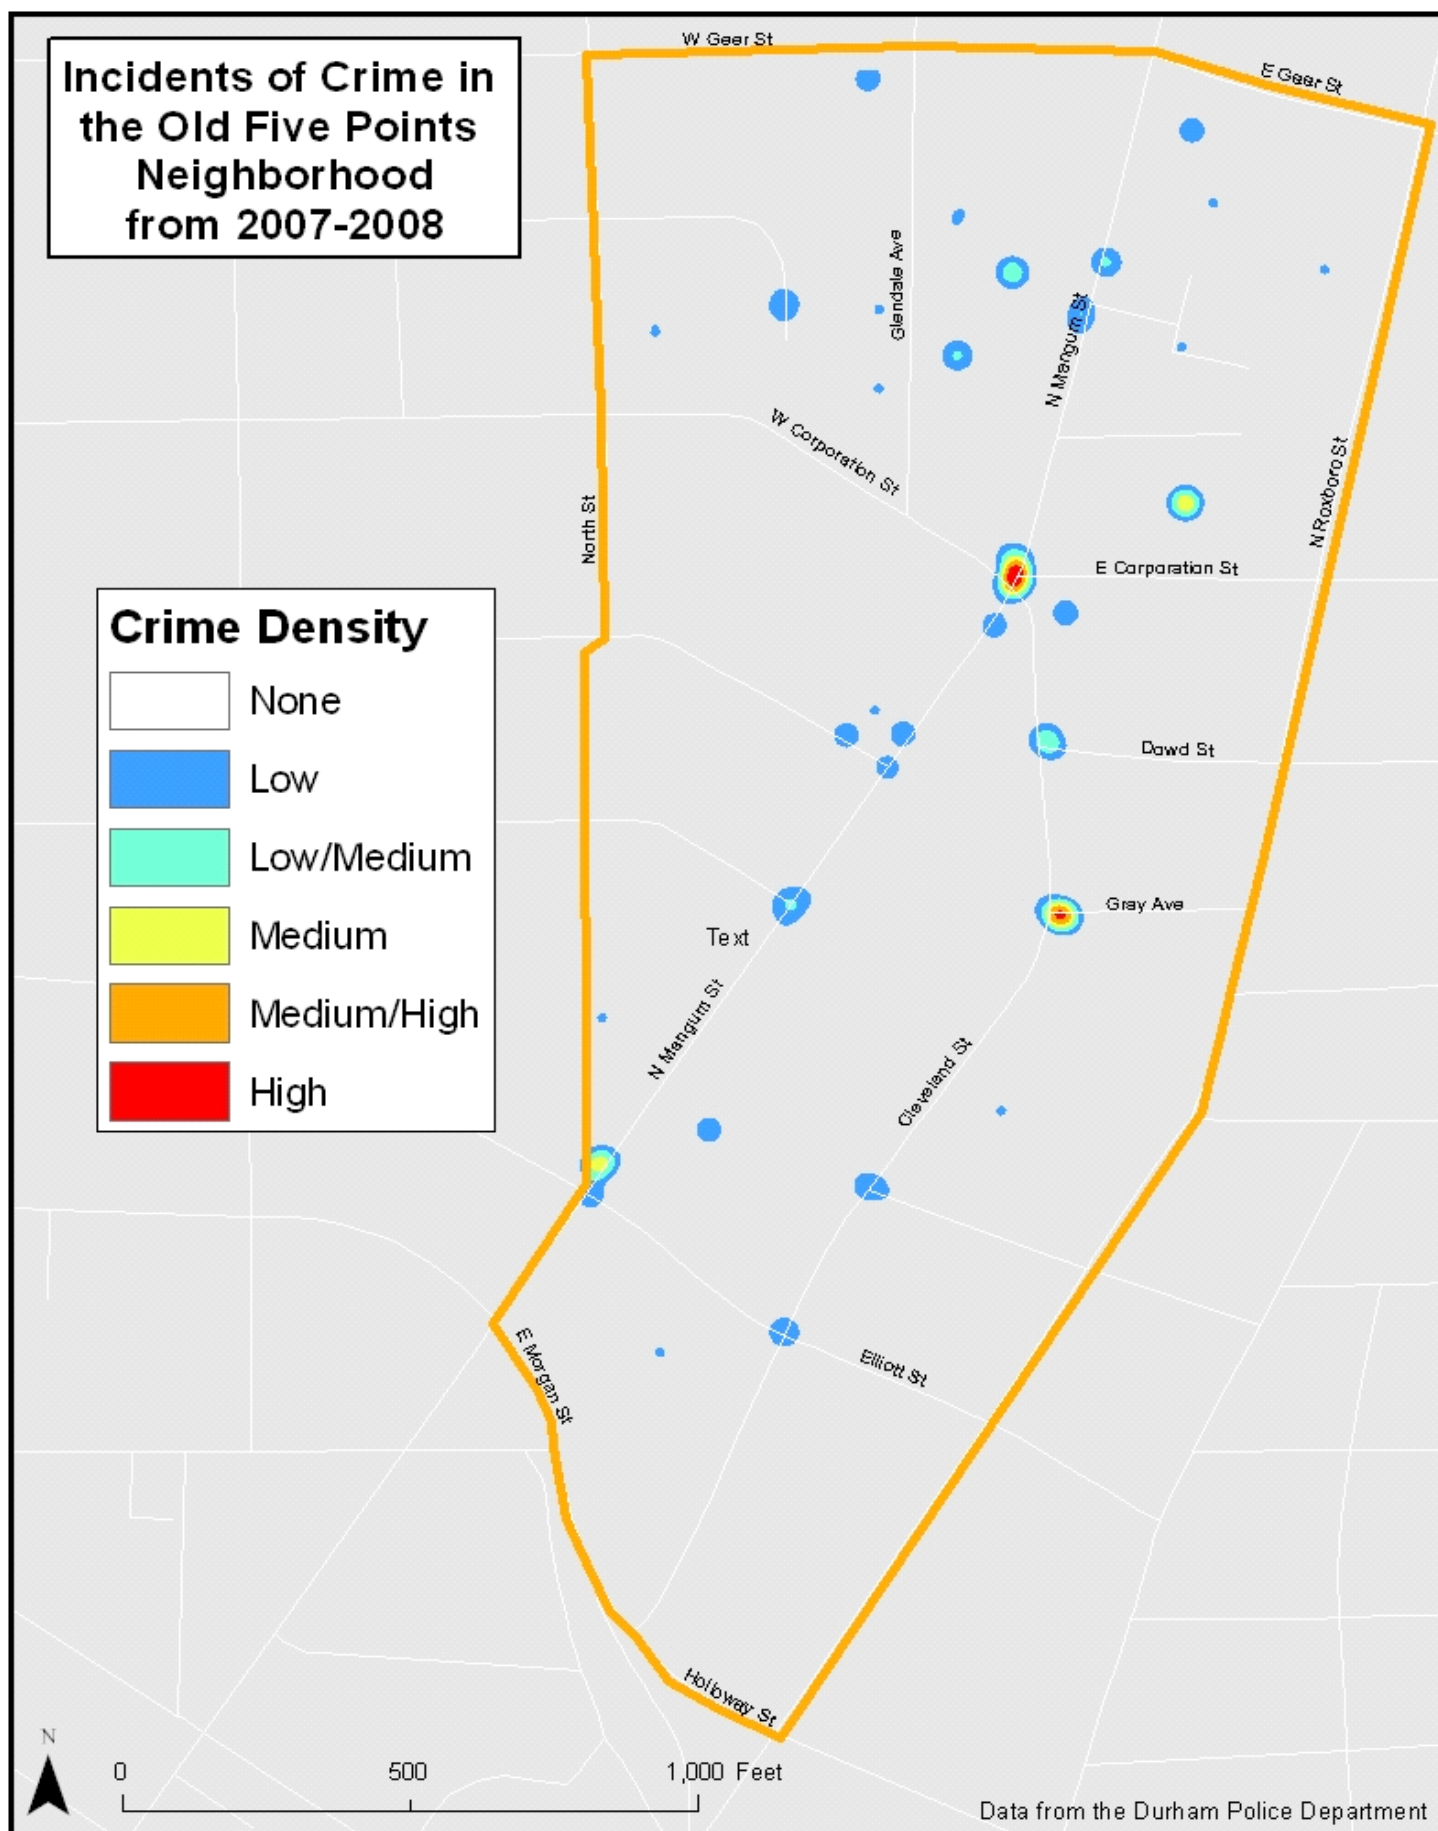 Incidents of Crime in
the Old Five Points
Neighborhood
from 2007-2008
W Geer St
E Geer St
Glendale Ave
N Mangum St
W Corporation St
North St
N Roxboro St
E Corporation St
Crime Density
None
Low
Low/Medium
Medium
Medium/High
High
Dowd St
Gray Ave
Text
N Mangum St
Cleveland St
E Morgan St
Elliott St
Holloway St
N
0 500 1,000 Feet
Data from the Durham Police Department